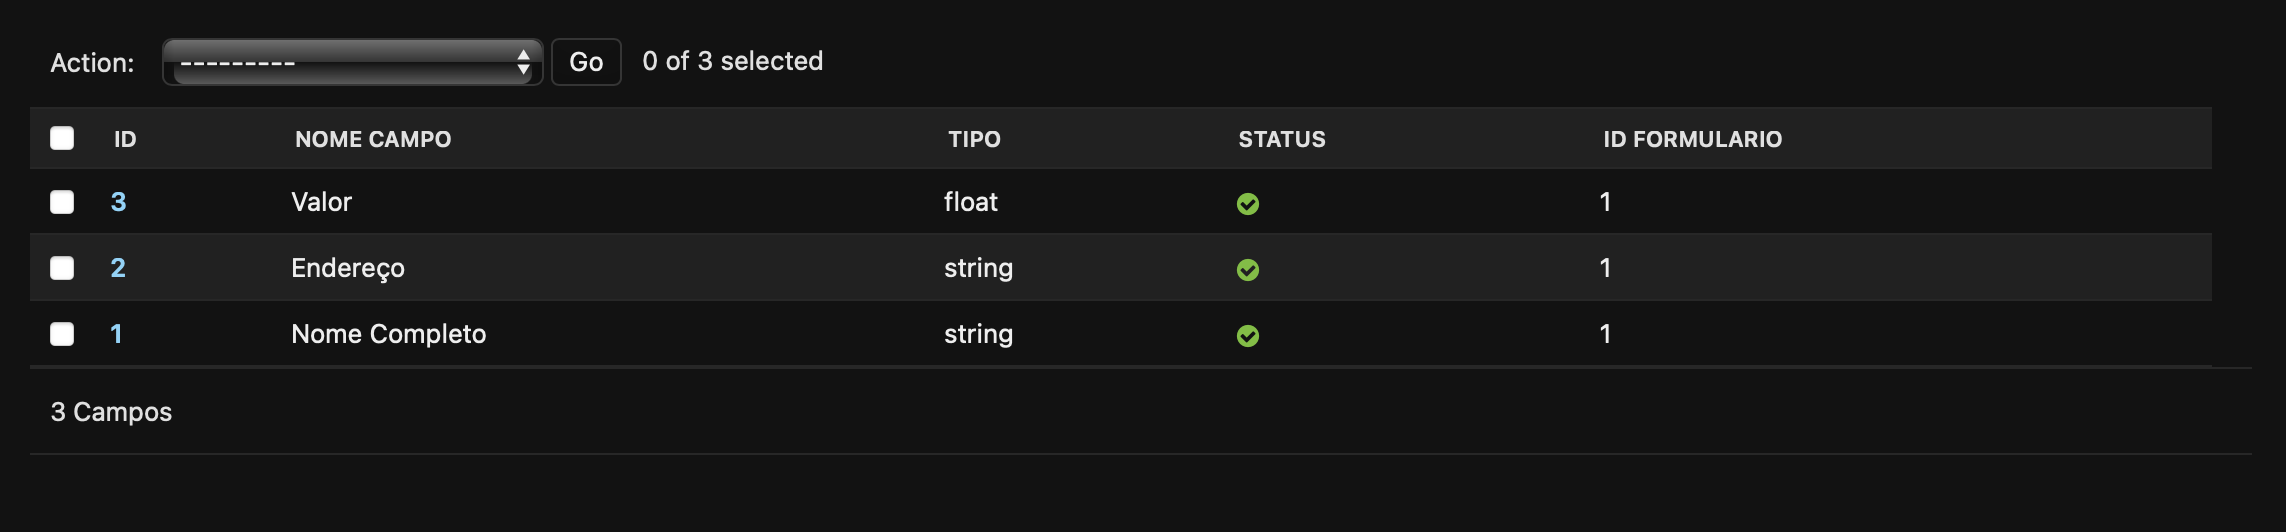 Action: --------- Go 0 of 3 selected
ID NOME CAMPO TIPO STATUS ID FORMULARIO
3 Valor float 1
2 Endereço string 1
1 Nome Completo string 1
3 Campos